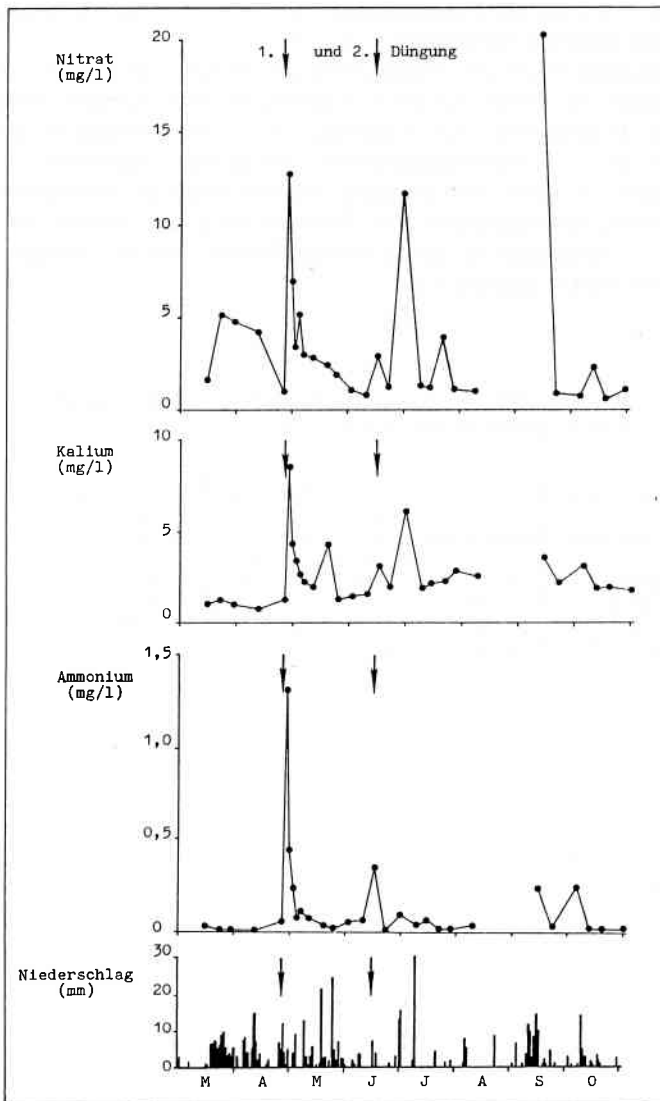 Nitrat
(mg/l)
20
1. und 2. Düngung
15
10
5
0
Kalium
(mg/l)
10
5
0
Ammonium
(mg/l)
1,5
1,0
0,5
0
Niederschlag
(mm)
30
20
10
0
M A M J J A S O